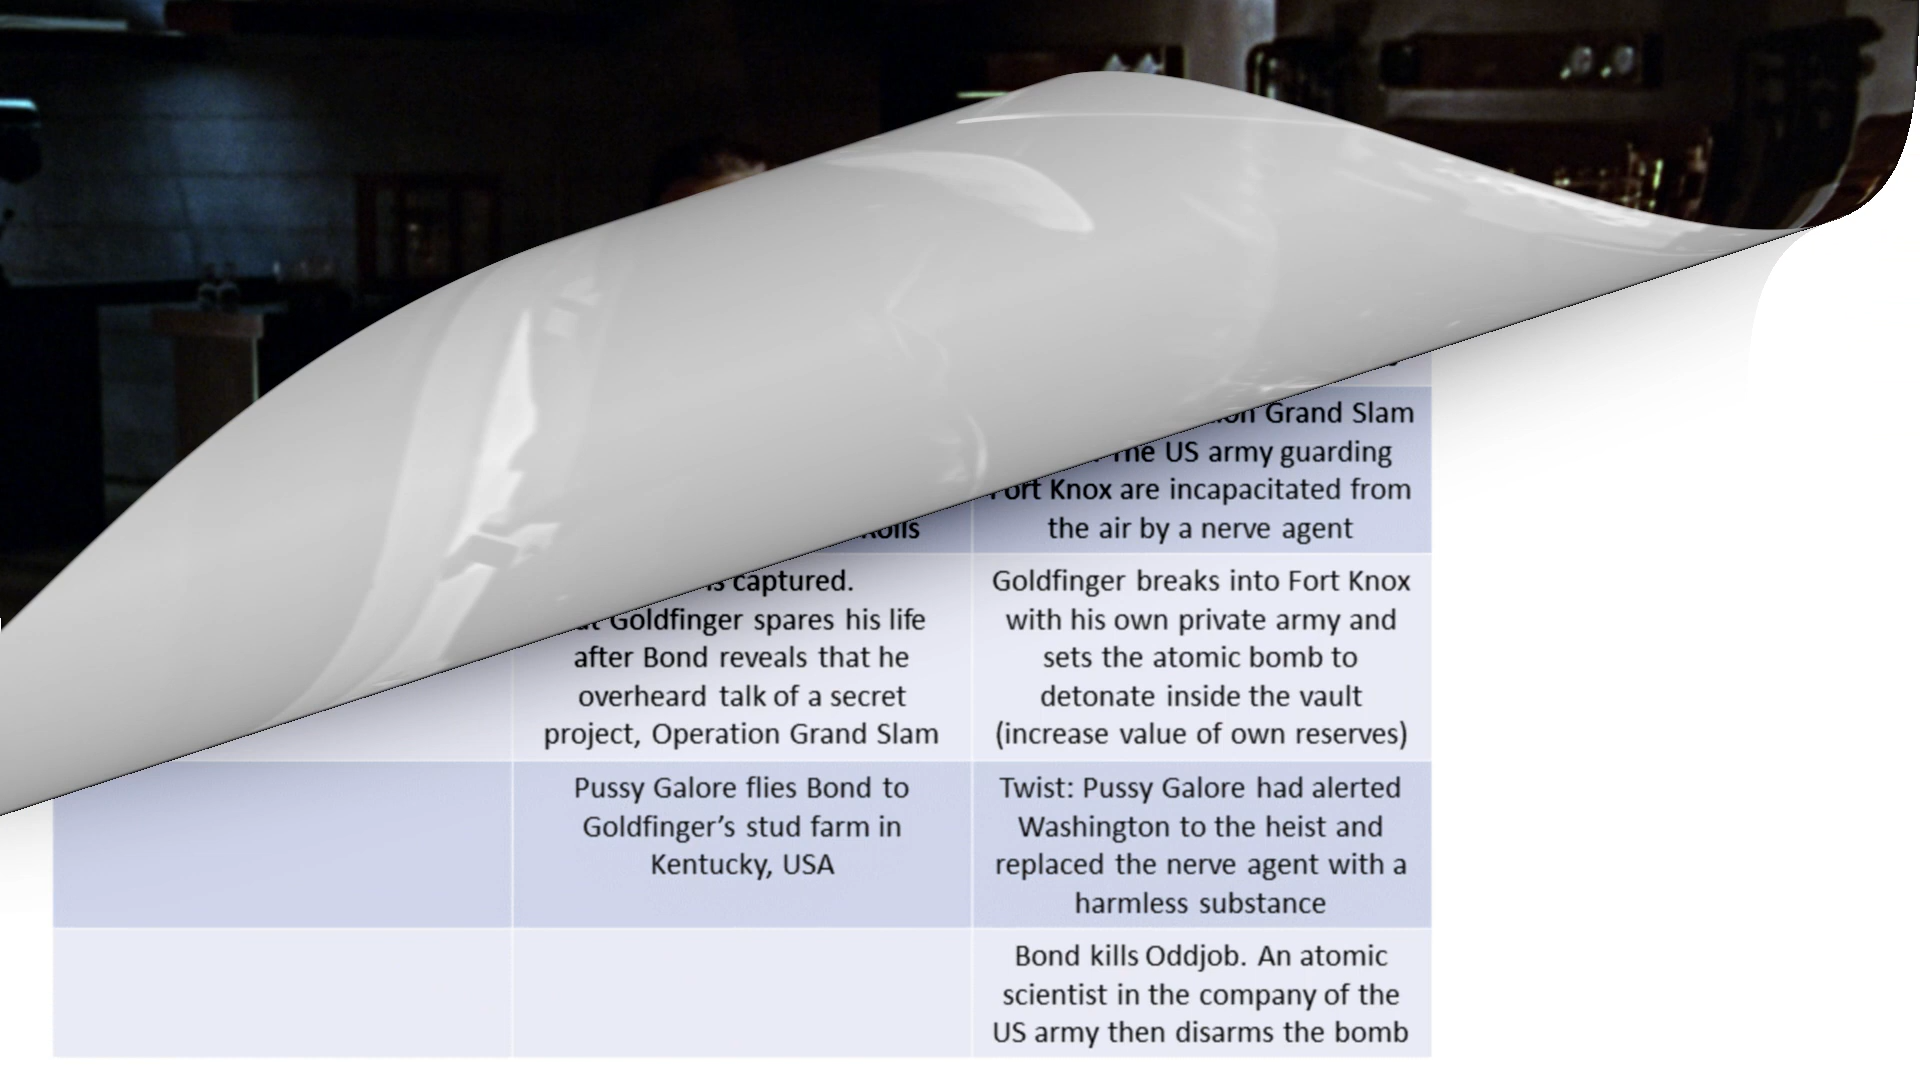 Grand Slam
US army guarding
Knox are incapacitated from
the air by a nerve agent
captured.
Goldfinger spares his life
after Bond reveals that he
overheard talk of a secret
project, Operation Grand Slam
Goldfinger breaks into Fort Knox
with his own private army and
sets the atomic bomb to
detonate inside the vault
(increase value of own reserves)
Pussy Galore flies Bond to
Goldfinger’s stud farm in
Kentucky, USA
Twist: Pussy Galore had alerted
Washington to the heist and
replaced the nerve agent with a
harmless substance
Bond kills Oddjob. An atomic
scientist in the company of the
US army then disarms the bomb